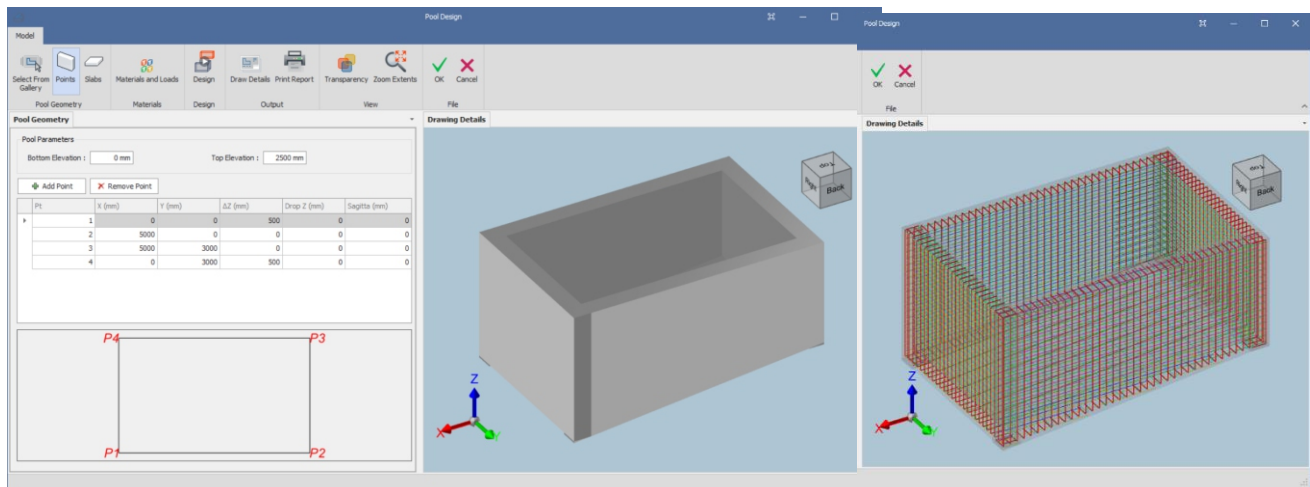 Pool Design
Model
Select From Gallery
Points
Slabs
Materials and Loads
Design
Draw Details
Print Report
Transparency
Zoom Extents
OK
Cancel
Pool Geometry
Materials
Design
Output
View
File
Pool Geometry
Pool Parameters
Bottom Elevation : 0 mm
Top Elevation : 2500 mm
Add Point
Remove Point
Pt X (mm) Y (mm) ΔZ (mm) Drop Z (mm) Sagitta (mm)
1 0 0 500 0 0
2 5000 0 0 0 0
3 5000 3000 0 0 0
4 0 3000 500 0 0
P4 P3
P1 P2
Drawing Details
Top
Right Back
Z
X Y
Pool Design
OK Cancel
File
Drawing Details
Top
Right Back
Z
X Y